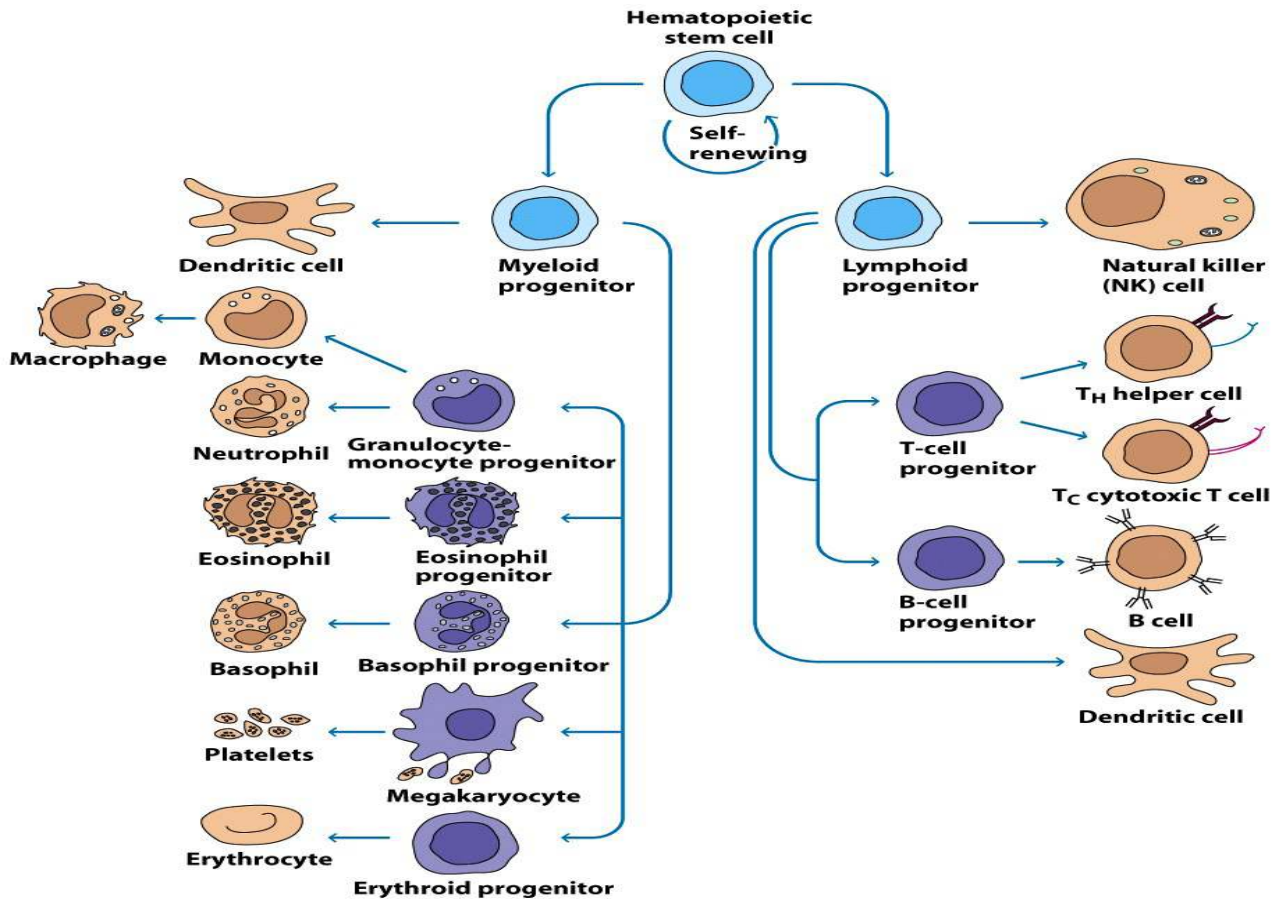 Hematopoietic
stem cell
Self-
renewing
Dendritic cell
Myeloid
progenitor
Lymphoid
progenitor
Natural killer
(NK) cell
Macrophage
Monocyte
TH helper cell
Neutrophil
Granulocyte-
monocyte progenitor
T-cell
progenitor
TC cytotoxic T cell
Eosinophil
Eosinophil
progenitor
B-cell
progenitor
B cell
Basophil
Basophil progenitor
Dendritic cell
Platelets
Megakaryocyte
Erythrocyte
Erythroid progenitor